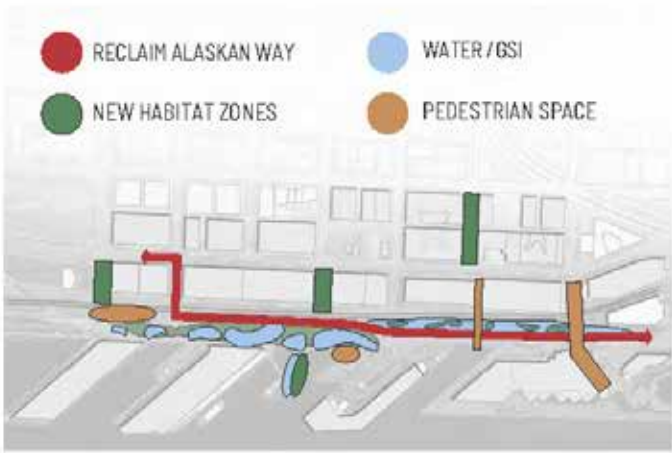 RECLAIM ALASKAN WAY
WATER / GSI
NEW HABITAT ZONES
PEDESTRIAN SPACE